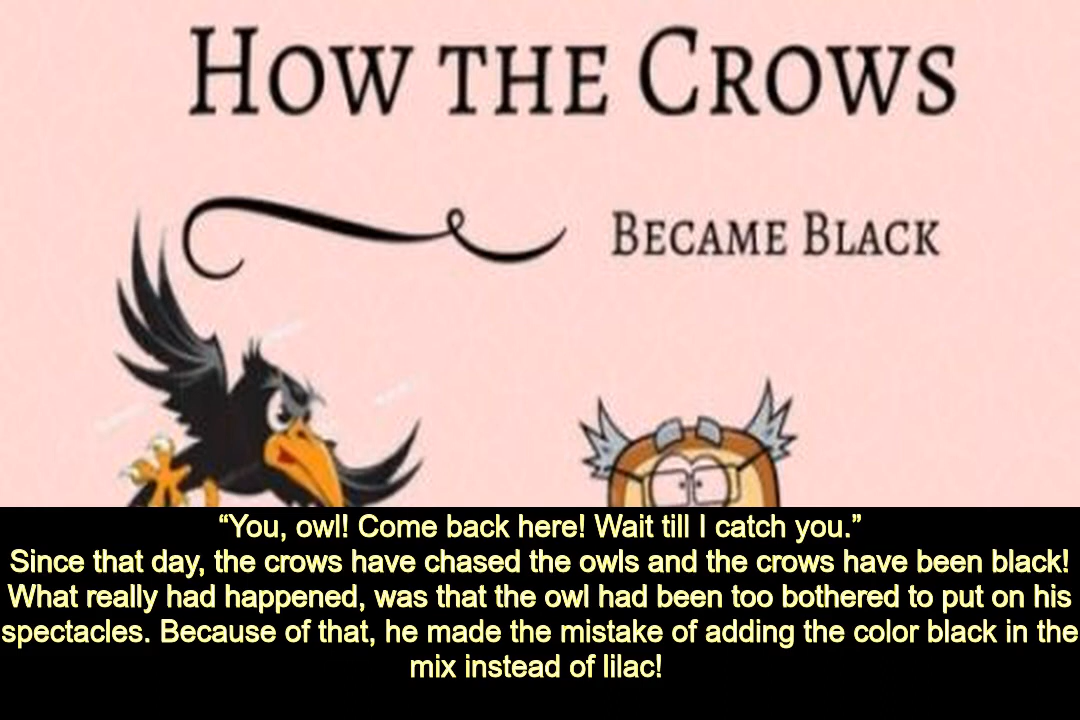 HOW THE CROWS
BECAME BLACK
“You, owl! Come back here! Wait till I catch you.”
Since that day, the crows have chased the owls and the crows have been black!
What really had happened, was that the owl had been too bothered to put on his
spectacles. Because of that, he made the mistake of adding the color black in the
mix instead of lilac!